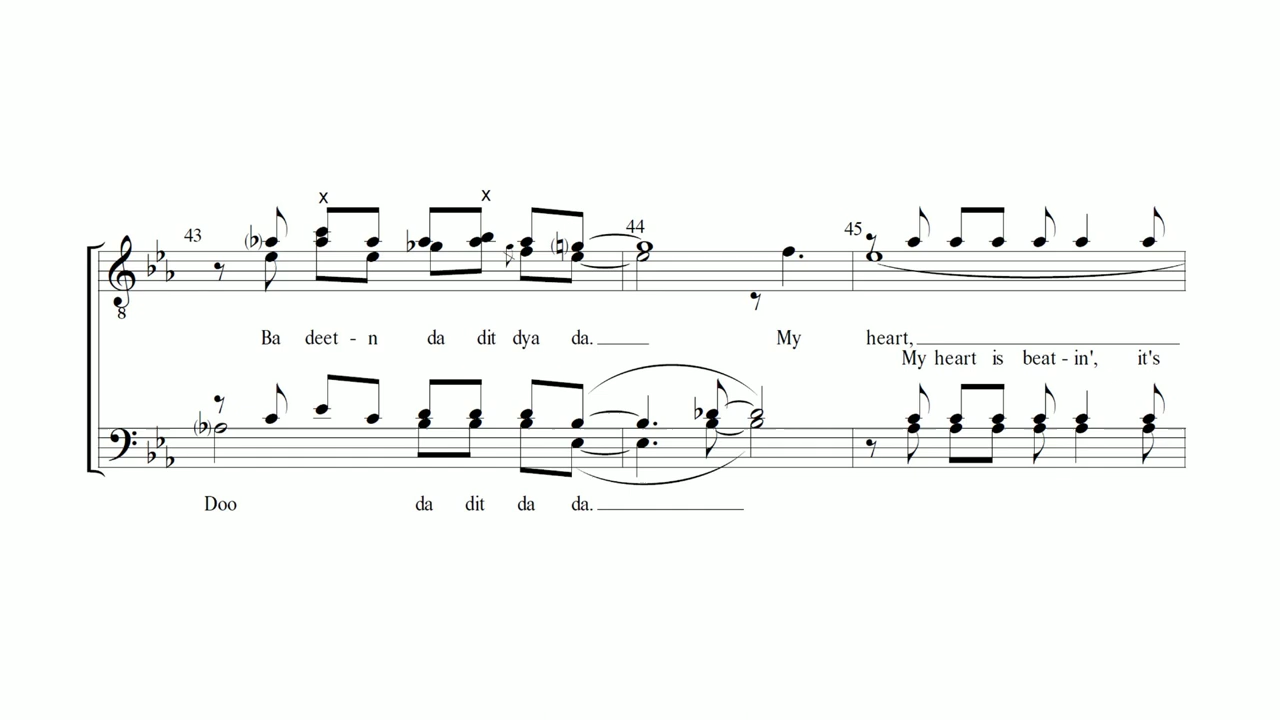 x x
43 44 45
8
Ba deet - n da dit dya da. My heart,
My heart is beat - in', it's
Doo da dit da da.